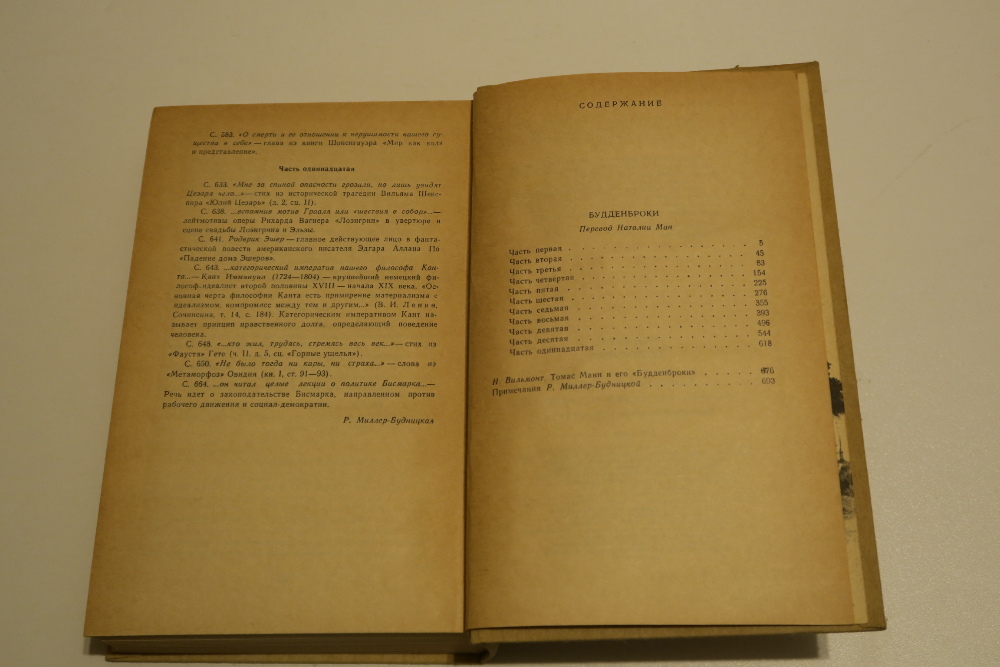 С. 583. «О смерти и ее отношении к нерушимости нашего су-
щества в себе» — глава из книги Шопенгауэра «Мир как воля
и представление».
Часть одиннадцатая
С. 633. «Мне за спиной опасности грозили, но лишь увидят
Цезаря чело...» — стих из исторической трагедии Вильяма Шекс-
пира «Юлий Цезарь» (д. 2, сц. II).
С. 638. ...вспомнив мотив Грааля или «шествия в собор»...—
лейтмотивы оперы Рихарда Вагнера «Лоэнгрин» в увертюре и
сцене свадьбы Лоэнгрина и Эльзы.
С. 641. Родерик Эшер — главное действующее лицо в фанта-
стической повести американского писателя Эдгара Аллана По
«Падение дома Эшеров».
С. 643. ...категорический императив нашего философа Кан-
та...— Кант Иммануил (1724—1804) — крупнейший немецкий фи-
лософ-идеалист второй половины XVIII — начала XIX века. «Ос-
новная черта философии Канта есть примирение материализма с
идеализмом, компромисс между тем и другим...» (В. И. Ленин,
Сочинения, т. 14, с. 184). Категорическим императивом Кант на-
зывает принцип нравственного долга, определяющий поведение
человека.
С. 648. «...кто жил, трудясь, стремясь весь век...» — стих из
«Фауста» Гете (ч. II, д. 5, сц. «Горные ущелья»).
С. 650. «Не было тогда ни кары, ни страха...» — слова из
«Метаморфоз» Овидия (кн. I, ст. 91—93).
С. 664. ...он читал целые лекции о политике Бисмарка...—
Речь идет о законодательстве Бисмарка, направленном против
рабочего движения и социал-демократии.
Р. Миллер-Будницкая
СОДЕРЖАНИЕ
БУДДЕНБРОКИ
Перевод Наталии Ман
Часть первая . . . 5
Часть вторая . . . 45
Часть третья . . . 83
Часть четвертая . . . 154
Часть пятая . . . 225
Часть шестая . . . 276
Часть седьмая . . . 355
Часть восьмая . . . 393
Часть девятая . . . 496
Часть десятая . . . 544
Часть одиннадцатая . . . 618
Н. Вильмонт. Томас Манн и его «Будденброки» . . . 676
Примечания Р. Миллер-Будницкой . . . 693